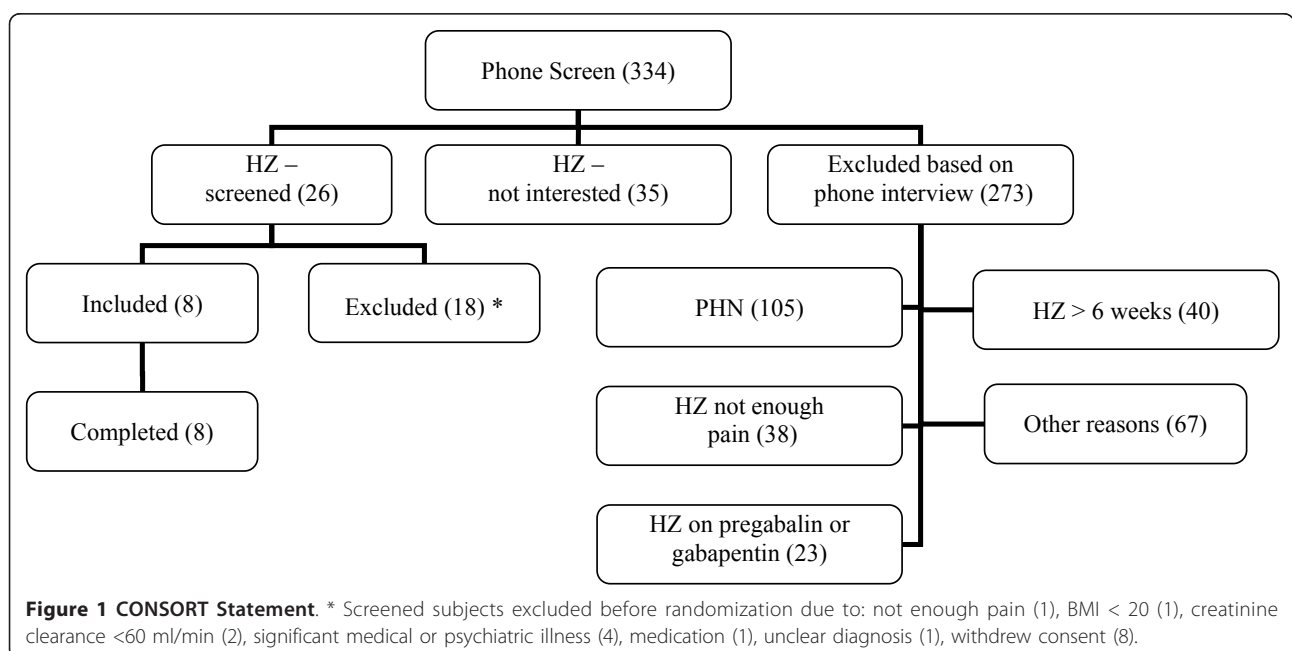 Phone Screen (334)
HZ –
screened (26)
HZ –
not interested (35)
Excluded based on
phone interview (273)
Included (8)
Excluded (18) *
PHN (105)
HZ > 6 weeks (40)
Completed (8)
HZ not enough
pain (38)
Other reasons (67)
HZ on pregabalin or
gabapentin (23)
Figure 1 CONSORT Statement. * Screened subjects excluded before randomization due to: not enough pain (1), BMI < 20 (1), creatinine
clearance <60 ml/min (2), significant medical or psychiatric illness (4), medication (1), unclear diagnosis (1), withdrew consent (8).